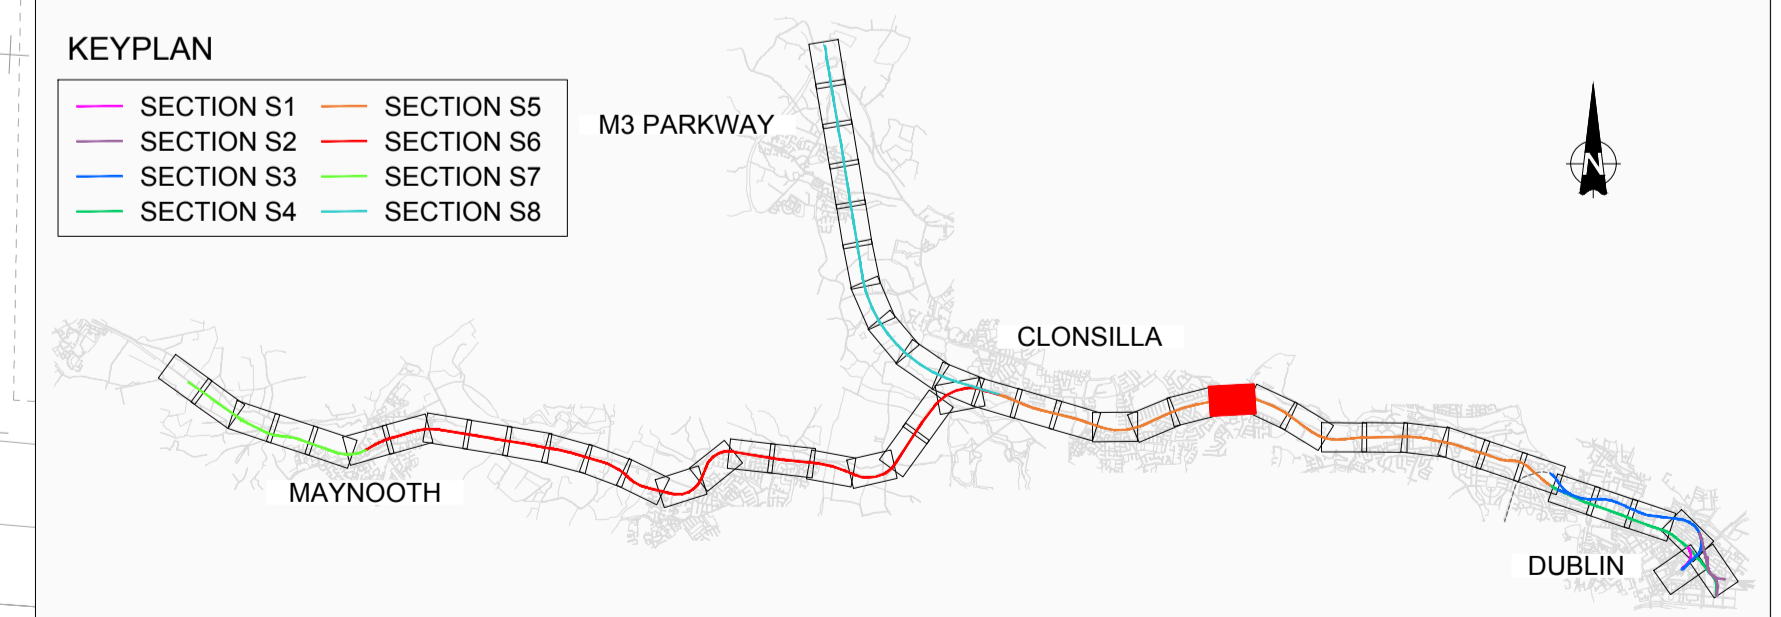 KEYPLAN
SECTION S1 SECTION S5
SECTION S2 SECTION S6
SECTION S3 SECTION S7
SECTION S4 SECTION S8
M3 PARKWAY
N
CLONSILLA
MAYNOOTH
DUBLIN